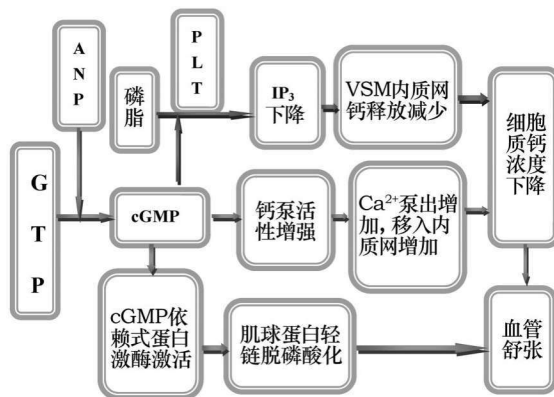 ANP
PLT
磷
脂
IP₃
下降
VSM内质网
钙释放减少
细胞
质钙
浓度
下降
GTP
cGMP
钙泵活
性增强
Ca²⁺泵出增
加,移入内
质网增加
cGMP依
赖式蛋白
激酶激活
肌球蛋白轻
链脱磷酸化
血管
舒张